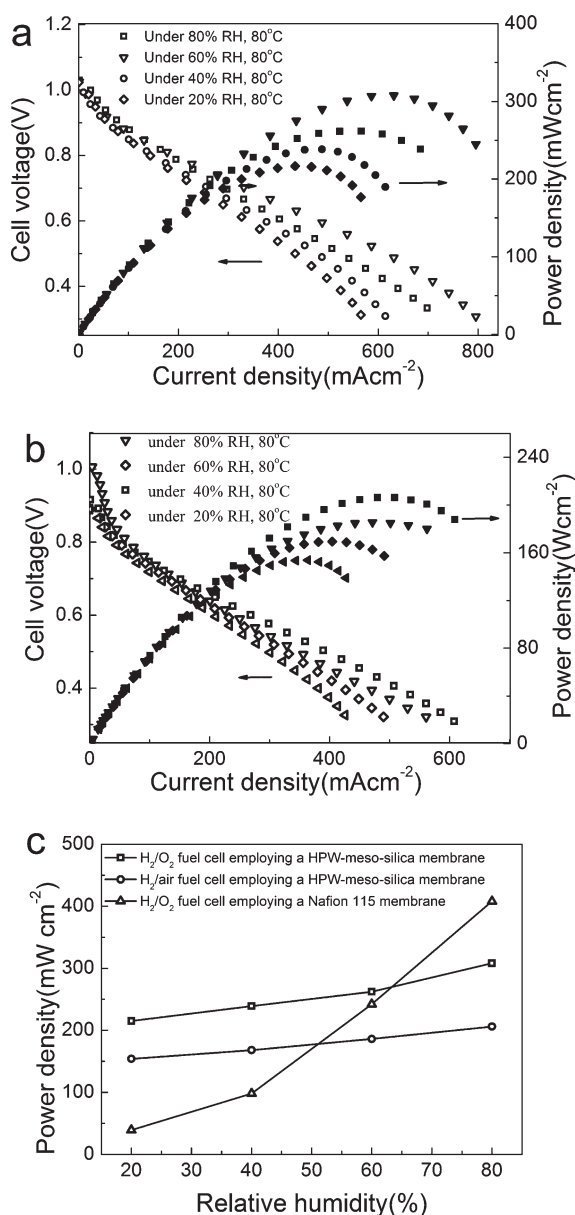 a
Under 80% RH, 80°C
Under 60% RH, 80°C
Under 40% RH, 80°C
Under 20% RH, 80°C
1.2
1.0
0.8
0.6
0.4
Cell voltage(V)
400
300
200
100
0
Power density(mWcm-2)
0 200 400 600 800
Current density(mAcm-2)
b
under 80% RH, 80°C
under 60% RH, 80°C
under 40% RH, 80°C
under 20% RH, 80°C
1.0
0.8
0.6
0.4
Cell voltage(V)
240
160
80
0
Power density(Wcm-2)
0 200 400 600
Current density(mAcm-2)
c
H2/O2 fuel cell employing a HPW-meso-silica membrane
H2/air fuel cell employing a HPW-meso-silica membrane
H2/O2 fuel cell employing a Nafion 115 membrane
500
400
300
200
100
0
Power density(mW cm-2)
20 30 40 50 60 70 80
Relative humidity(%)